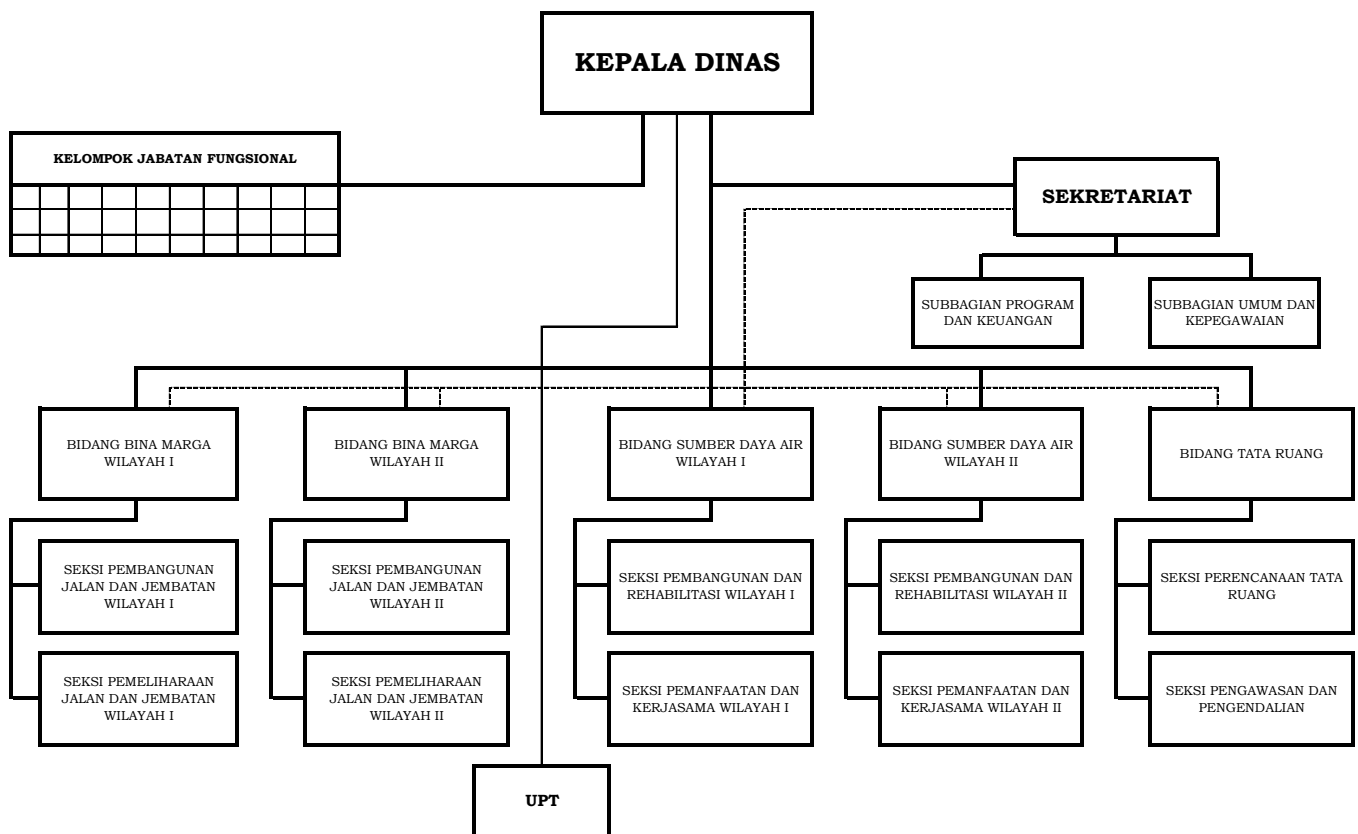 KEPALA DINAS
KELOMPOK JABATAN FUNGSIONAL
SEKRETARIAT
SUBBAGIAN PROGRAM
DAN KEUANGAN
SUBBAGIAN UMUM DAN
KEPEGAWAIAN
BIDANG BINA MARGA
WILAYAH I
BIDANG BINA MARGA
WILAYAH II
BIDANG SUMBER DAYA AIR
WILAYAH I
BIDANG SUMBER DAYA AIR
WILAYAH II
BIDANG TATA RUANG
SEKSI PEMBANGUNAN
JALAN DAN JEMBATAN
WILAYAH I
SEKSI PEMBANGUNAN
JALAN DAN JEMBATAN
WILAYAH II
SEKSI PEMBANGUNAN DAN
REHABILITASI WILAYAH I
SEKSI PEMBANGUNAN DAN
REHABILITASI WILAYAH II
SEKSI PERENCANAAN TATA
RUANG
SEKSI PEMELIHARAAN
JALAN DAN JEMBATAN
WILAYAH I
SEKSI PEMELIHARAAN
JALAN DAN JEMBATAN
WILAYAH II
SEKSI PEMANFAATAN DAN
KERJASAMA WILAYAH I
SEKSI PEMANFAATAN DAN
KERJASAMA WILAYAH II
SEKSI PENGAWASAN DAN
PENGENDALIAN
UPT